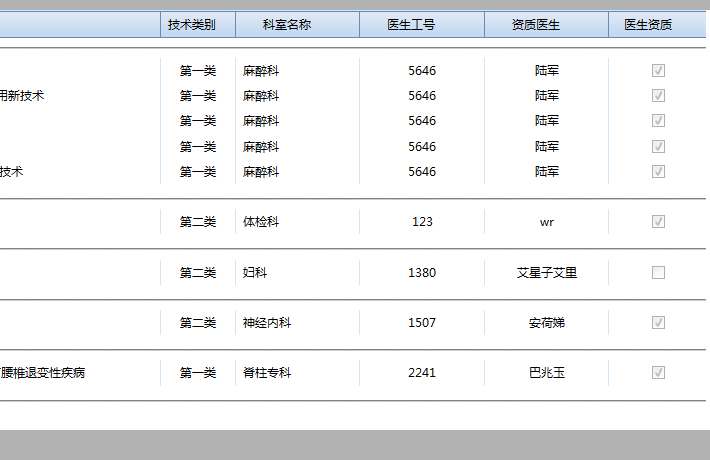 技术类别 科室名称 医生工号 资质医生 医生资质
第一类 麻醉科 5646 陆军
用新技术 第一类 麻醉科 5646 陆军
第一类 麻醉科 5646 陆军
第一类 麻醉科 5646 陆军
技术 第一类 麻醉科 5646 陆军
第二类 体检科 123 wr
第二类 妇科 1380 艾星子艾里
第二类 神经内科 1507 安荷娣
腰椎退变性疾病 第一类 脊柱专科 2241 巴兆玉